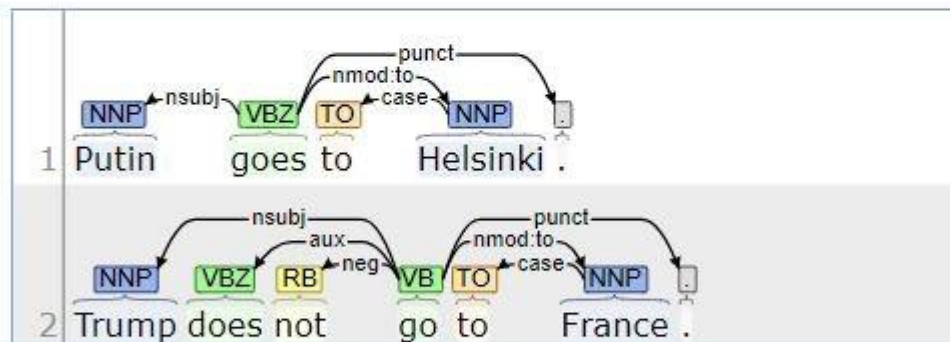 punct
nmod:to
nsubj case
NNP VBZ TO NNP .
1 Putin goes to Helsinki .
nsubj punct
aux nmod:to
neg case
NNP VBZ RB VB TO NNP .
2 Trump does not go to France .